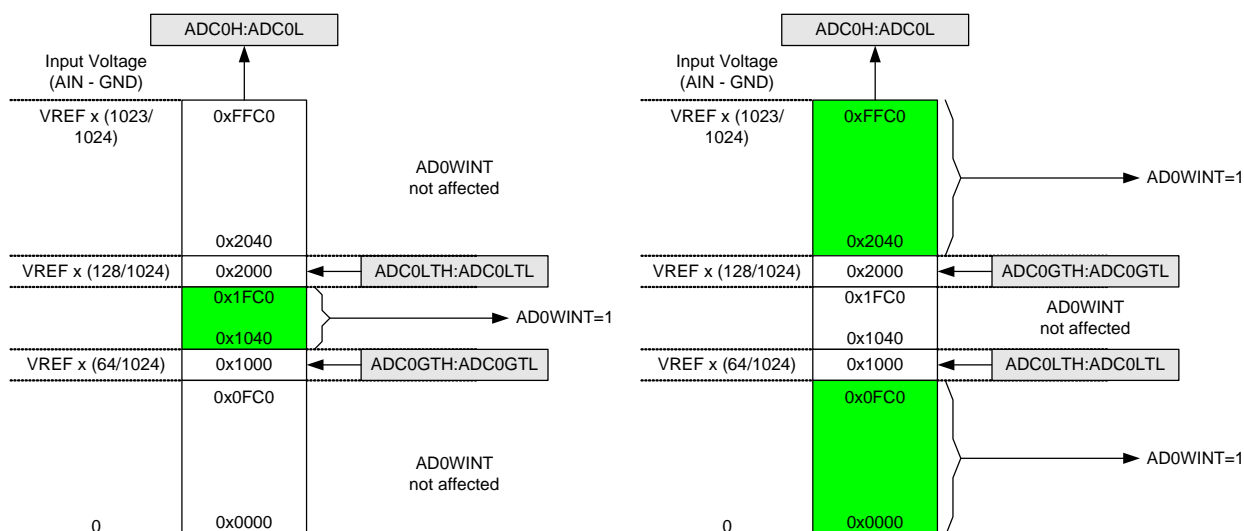 ADC0H:ADC0L
Input Voltage
(AIN - GND)
VREF x (1023/
1024)
0xFFC0
AD0WINT
not affected
0x2040
VREF x (128/1024)
0x2000
ADC0LTH:ADC0LTL
0x1FC0
AD0WINT=1
0x1040
VREF x (64/1024)
0x1000
ADC0GTH:ADC0GTL
0x0FC0
AD0WINT
not affected
0
0x0000
ADC0H:ADC0L
Input Voltage
(AIN - GND)
VREF x (1023/
1024)
0xFFC0
AD0WINT=1
0x2040
VREF x (128/1024)
0x2000
ADC0GTH:ADC0GTL
0x1FC0
AD0WINT
not affected
0x1040
VREF x (64/1024)
0x1000
ADC0LTH:ADC0LTL
0x0FC0
AD0WINT=1
0
0x0000